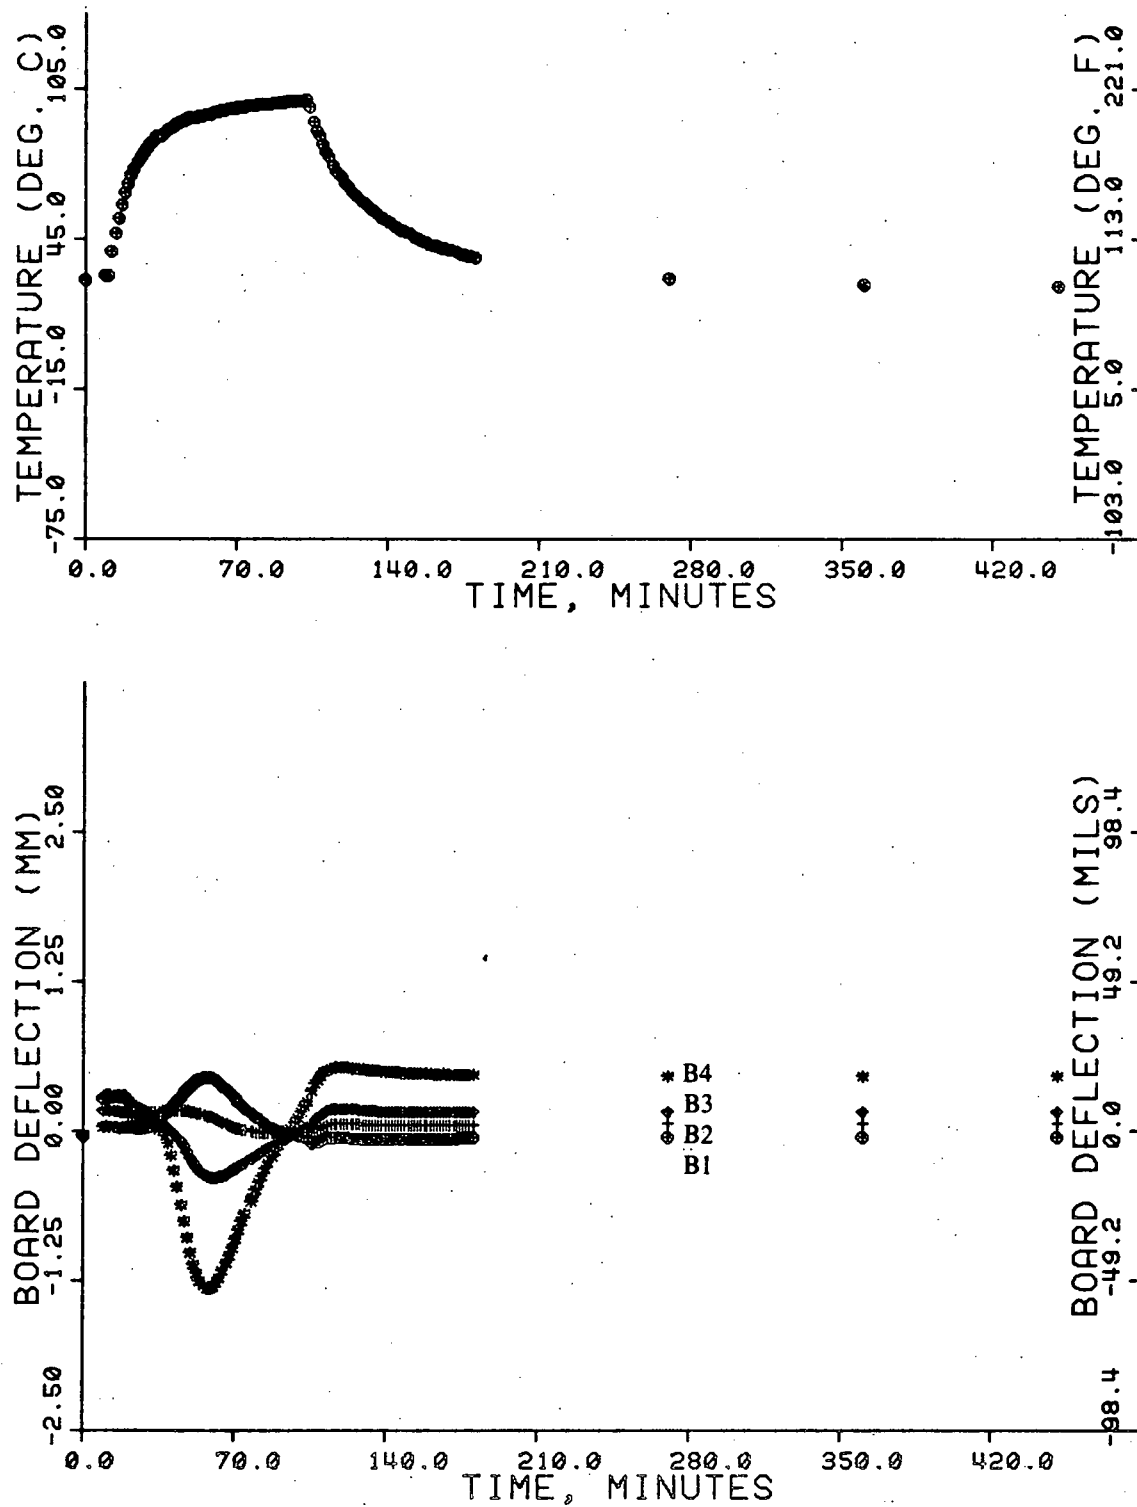 TEMPERATURE (DEG. C)
105.0
45.0
-15.0
-75.0
TEMPERATURE (DEG. F)
221.0
113.0
5.0
-103.0
0.0 70.0 140.0 210.0 280.0 350.0 420.0
TIME, MINUTES
BOARD DEFLECTION (MM)
2.50
1.25
0.00
-1.25
-2.50
B4
B3
B2
B1
BOARD DEFLECTION (MILS)
98.4
49.2
0.0
-49.2
-98.4
0.0 70.0 140.0 210.0 280.0 350.0 420.0
TIME, MINUTES